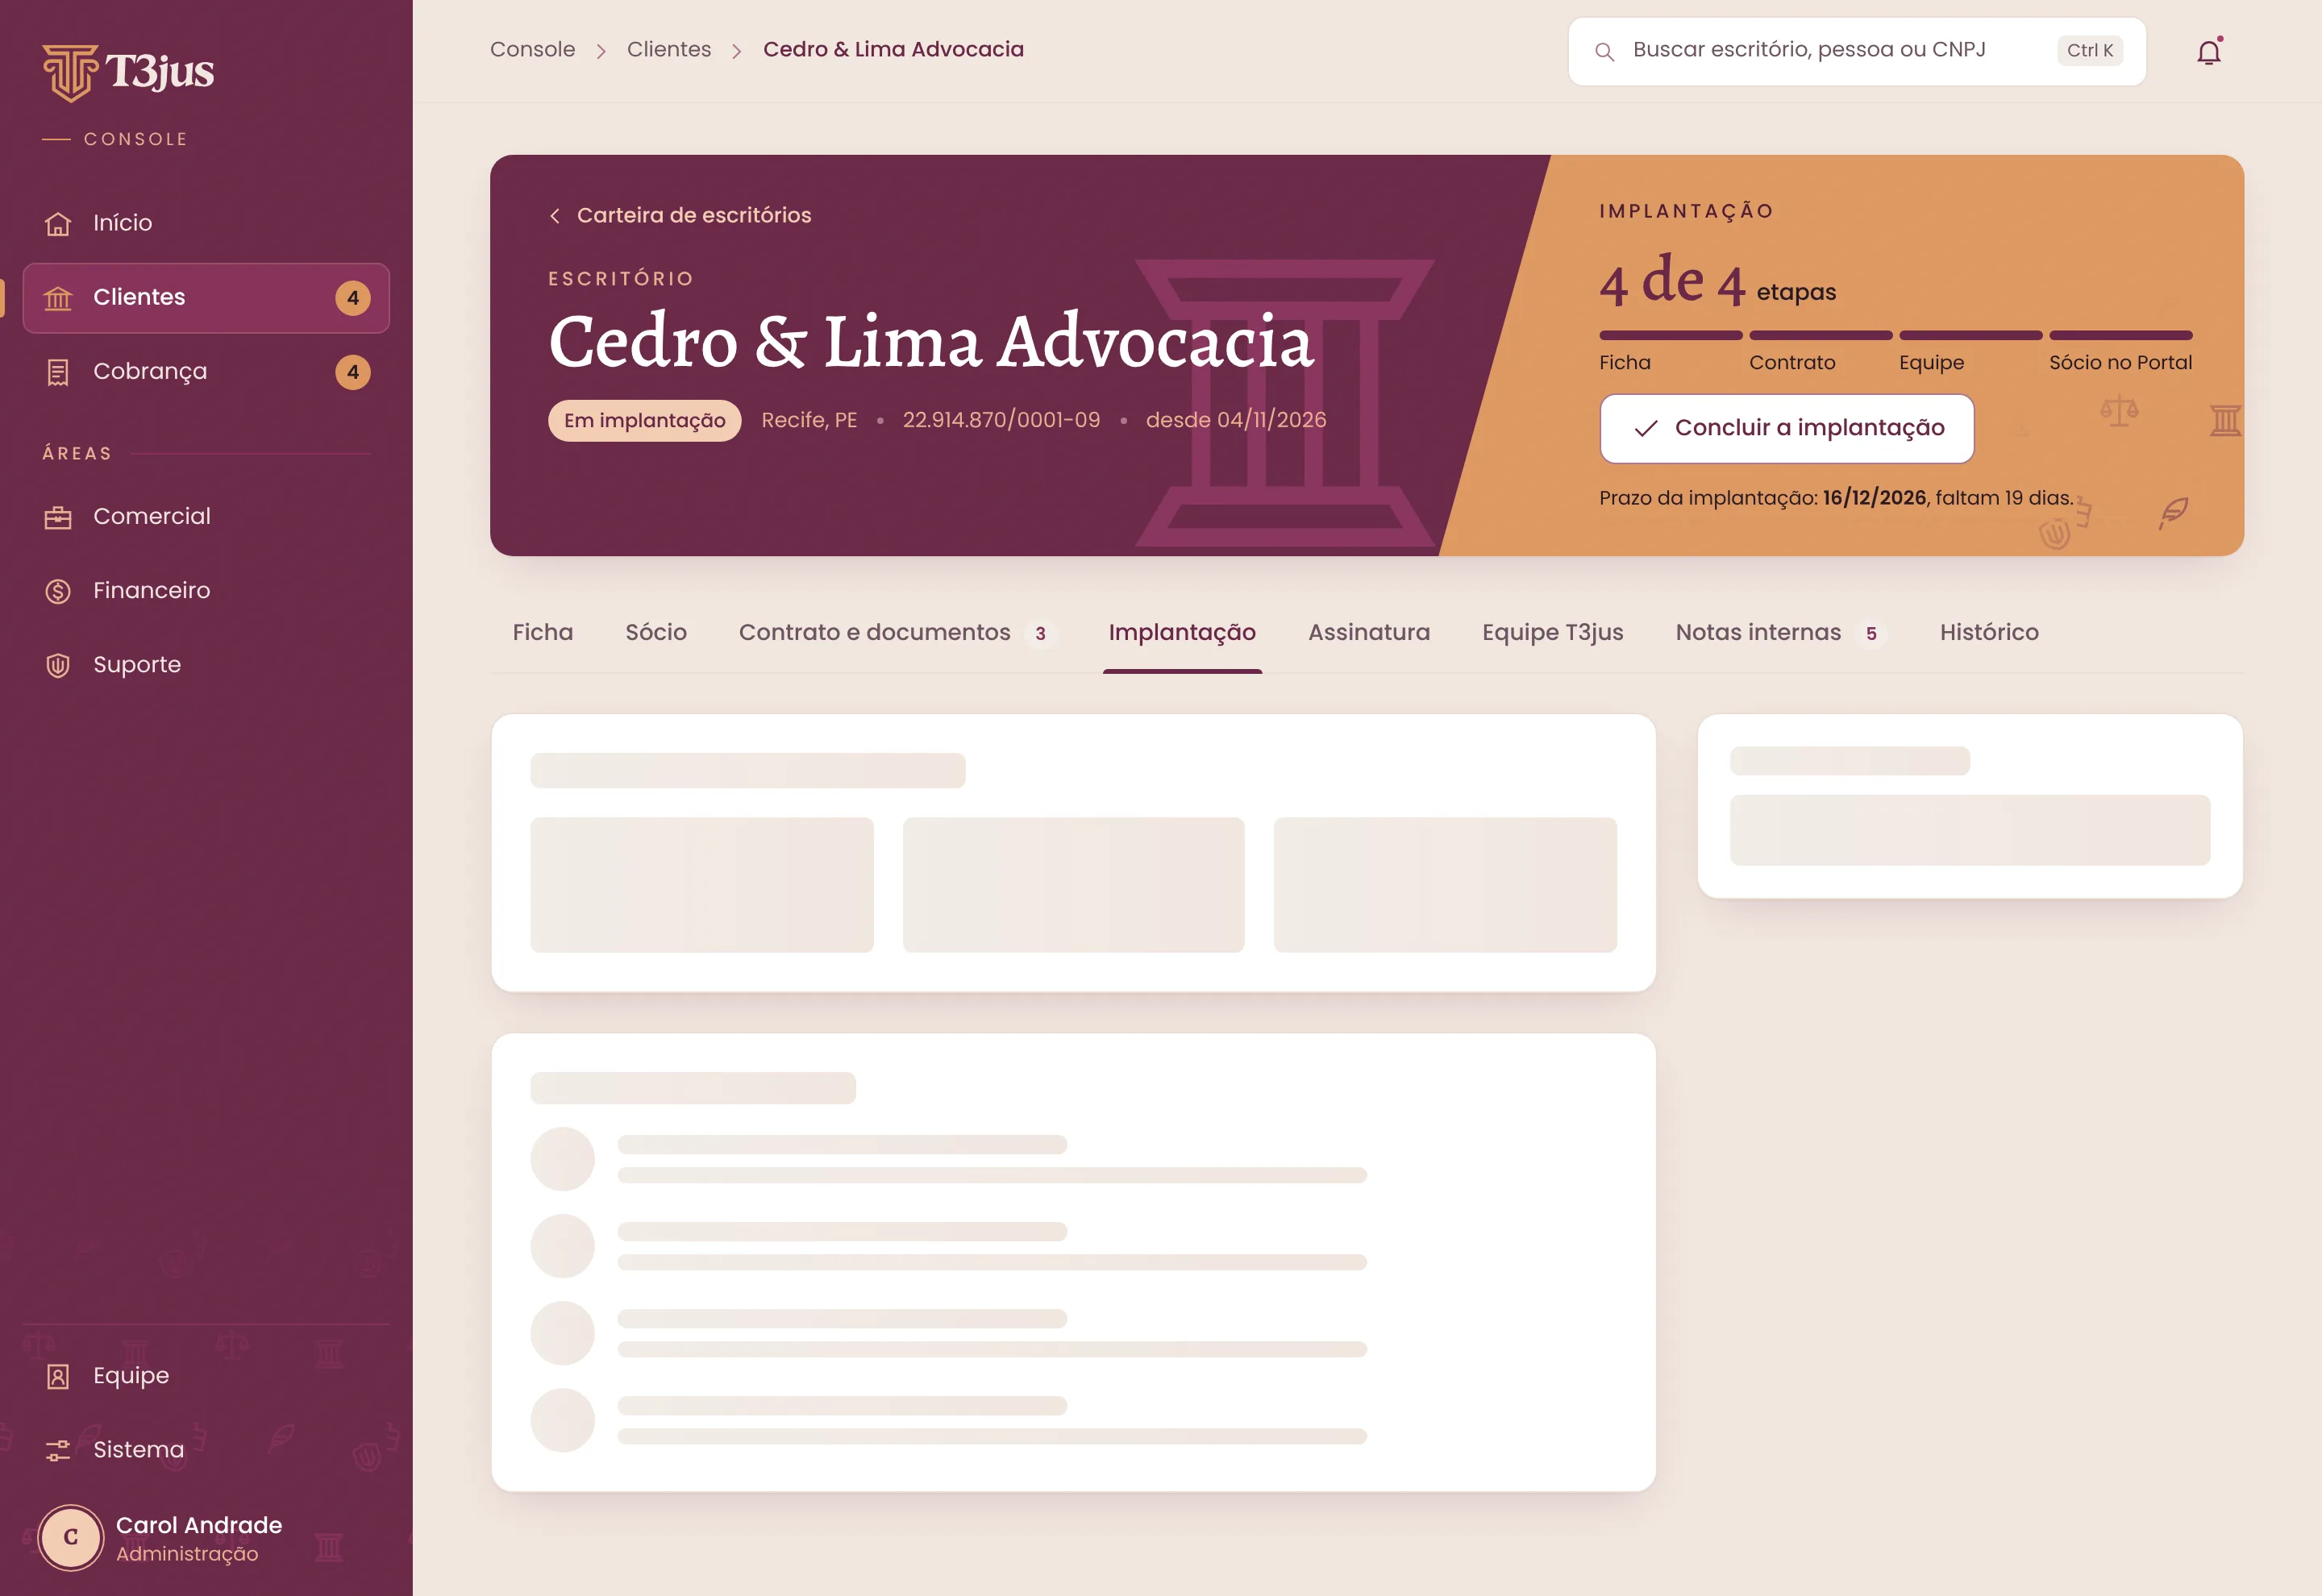 T3jus
CONSOLE
Início
Clientes 4
Cobrança 4
ÁREAS
Comercial
Financeiro
Suporte
Equipe
Sistema
C
Carol Andrade
Administração
Console > Clientes > Cedro & Lima Advocacia
Buscar escritório, pessoa ou CNPJ Ctrl K
Carteira de escritórios
ESCRITÓRIO
Cedro & Lima Advocacia
Em implantação Recife, PE • 22.914.870/0001-09 • desde 04/11/2026
IMPLANTAÇÃO
4 de 4 etapas
Ficha Contrato Equipe Sócio no Portal
Concluir a implantação
Prazo da implantação: 16/12/2026, faltam 19 dias.
Ficha Sócio Contrato e documentos 3 Implantação Assinatura Equipe T3jus Notas internas 5 Histórico